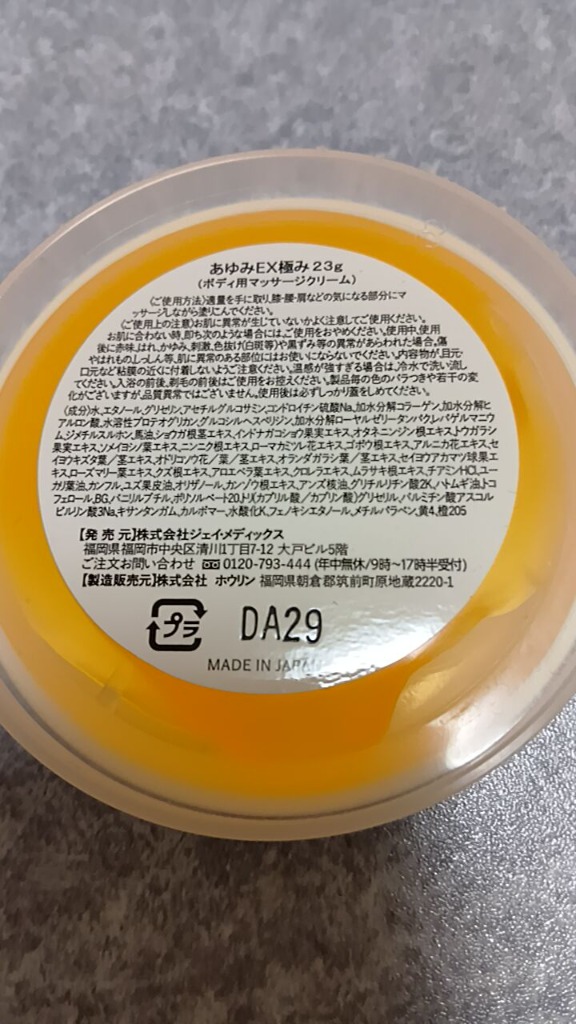 あゆみEX極み 23g
(ボディ用マッサージクリーム)
〈ご使用方法〉適量を手に取り、膝・腰・肩などの気になる部分にマ
ッサージしながら塗りこんでください。
〈ご使用上の注意〉お肌に異常が生じていないかよく注意してご使用ください。
お肌に合わない時、即ち次のような場合には、ご使用をおやめください。使用中、使用
後に赤味、はれ、かゆみ、刺激、色抜け(白斑等)や黒ずみ等の異常があらわれた場合。傷
やはれもの、しっしん等、肌に異常のある部位にはお使いにならないでください。内容物が、目元・
口元など粘膜の近くに付着しないようご注意ください。温感が強すぎる場合は、冷水で洗い流し
てください。入浴の前後、剃毛の前後はご使用をお控えください。製品毎の色のバラつきや若干の変
化がございますが、品質異常ではございません。使用後は必ずしっかり蓋をしめてください。
〈成分〉水、エタノール、グリセリン、アセチルグルコサミン、コンドロイチン硫酸Na、加水分解コラーゲン、加水分解ヒ
アルロン酸、水溶性プロテオグリカン、グルコシルヘスペリジン、加水分解ローヤルゼリータンパク、レパゲルマニウ
ム、ジメチルスルホン、馬油、ショウガ根茎エキス、インドナガコショウ果実エキス、オタネニンジン根エキス、トウガラシ
果実エキス、ソメイヨシノ葉エキス、ニンニク根エキス、ローマカミツレ花エキス、ゴボウ根エキス、アルニカ花エキス、セ
イヨウキズタ葉/茎エキス、オドリコソウ花/葉/茎エキス、オランダガラシ葉/茎エキス、セイヨウアカマツ球果エ
キス、ローズマリー葉エキス、クズ根エキス、アロエベラ葉エキス、クロレラエキス、ムラサキ根エキス、チアミンHCl、ユー
カリ葉油、カンフル、ユズ果皮油、オリザノール、カンゾウ根エキス、アンズ核油、グリチルリチン酸2K、ハトムギ油、トコ
フェロール、BG、バニリルブチル、ポリソルベート20、トリ(カプリル酸/カプリン酸)グリセリル、パルミチン酸アスコル
ビルリン酸3Na、キサンタンガム、カルボマー、水酸化K、フェノキシエタノール、メチルパラベン、黄4、橙205
【発 売 元】株式会社ジェイメディックス
福岡県福岡市中央区清川1丁目7-12 大戸ビル5階
ご注文お問い合わせ 0120-793-444 (年中無休/9時〜17時半受付)
【製造販売元】株式会社 ホウリン 福岡県朝倉郡筑前町原地蔵2220-1
プラ DA29
MADE IN JAPAN